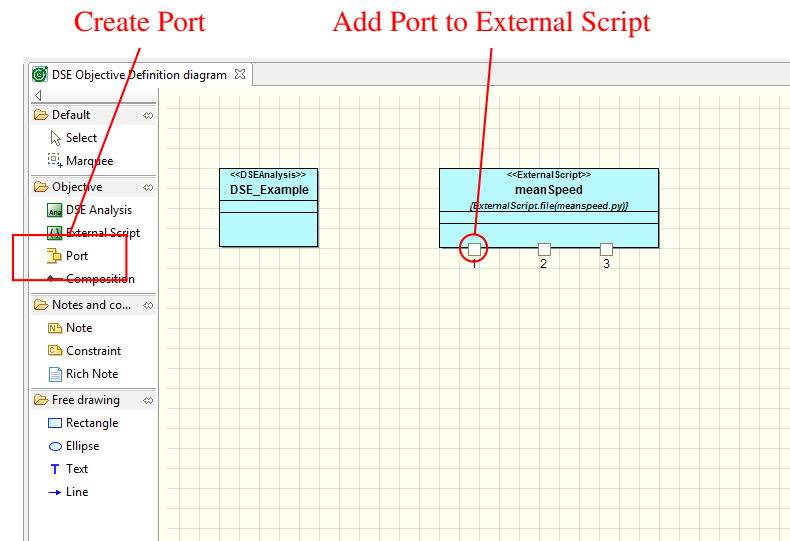 Create Port
Add Port to External Script
DSE Objective Definition diagram
Default
Select
Marquee
Objective
Ana
DSE Analysis
External Script
Port
Composition
Notes and co...
Note
Constraint
Rich Note
Free drawing
Rectangle
Ellipse
T Text
Line
<<DSEAnalysis>>
DSE_Example
<<ExternalScript>>
meanSpeed
{ExternalScript.file(meanspeed.py)}
1
2
3